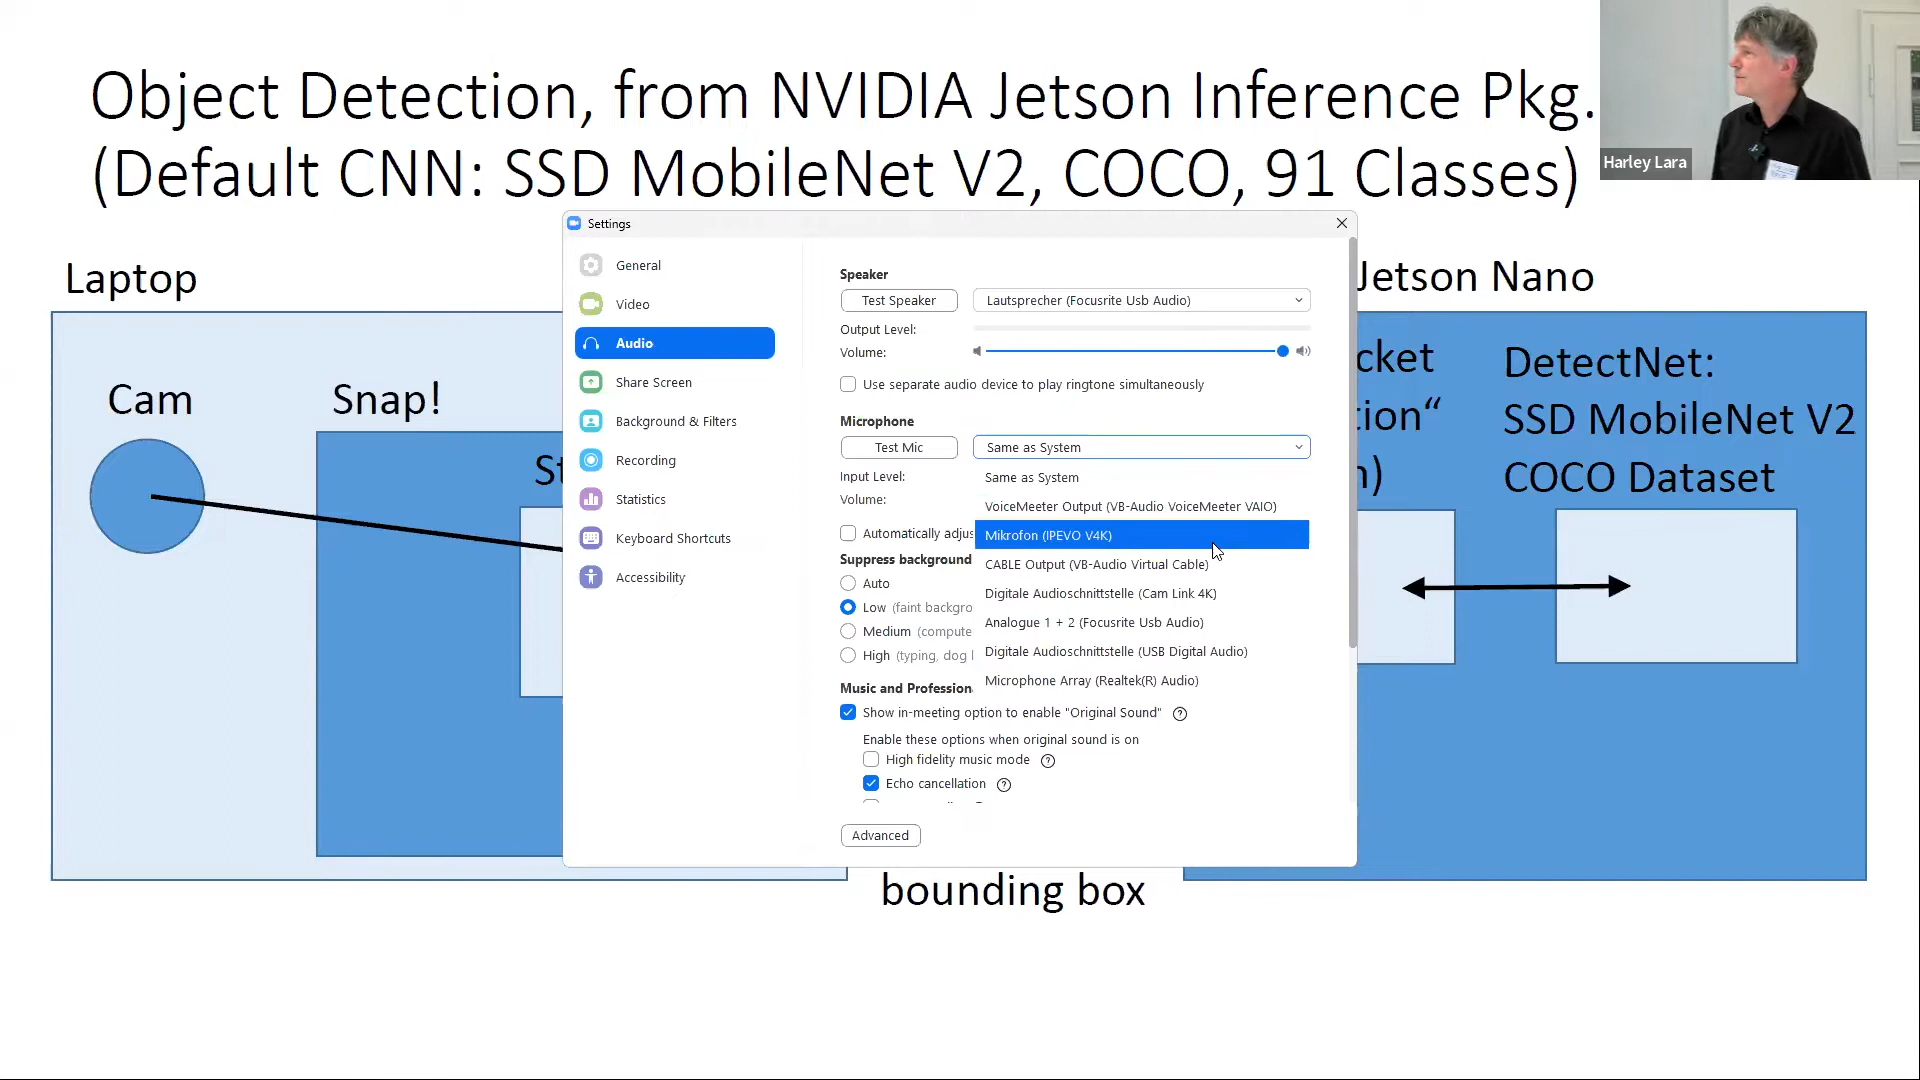 Object Detection, from NVIDIA Jetson Inference Pkg.
(Default CNN: SSD MobileNet V2, COCO, 91 Classes)
Harley Lara
Laptop
Jetson Nano
Cam
Snap!
St
cket
tion“
n)
DetectNet:
SSD MobileNet V2
COCO Dataset
bounding box
Settings
General
Video
Audio
Share Screen
Background & Filters
Recording
Statistics
Keyboard Shortcuts
Accessibility
Speaker
Test Speaker
Lautsprecher (Focusrite Usb Audio)
Output Level:
Volume:
Use separate audio device to play ringtone simultaneously
Microphone
Test Mic
Same as System
Input Level:
Volume:
Same as System
VoiceMeeter Output (VB-Audio VoiceMeeter VAIO)
Mikrofon (IPEVO V4K)
CABLE Output (VB-Audio Virtual Cable)
Digitale Audioschnittstelle (Cam Link 4K)
Analogue 1 + 2 (Focusrite Usb Audio)
Digitale Audioschnittstelle (USB Digital Audio)
Microphone Array (Realtek(R) Audio)
Automatically adjus
Suppress background
Auto
Low (faint backgro
Medium (compute
High (typing, dog
Music and Profession
Show in-meeting option to enable "Original Sound"
Enable these options when original sound is on
High fidelity music mode
Echo cancellation
Advanced